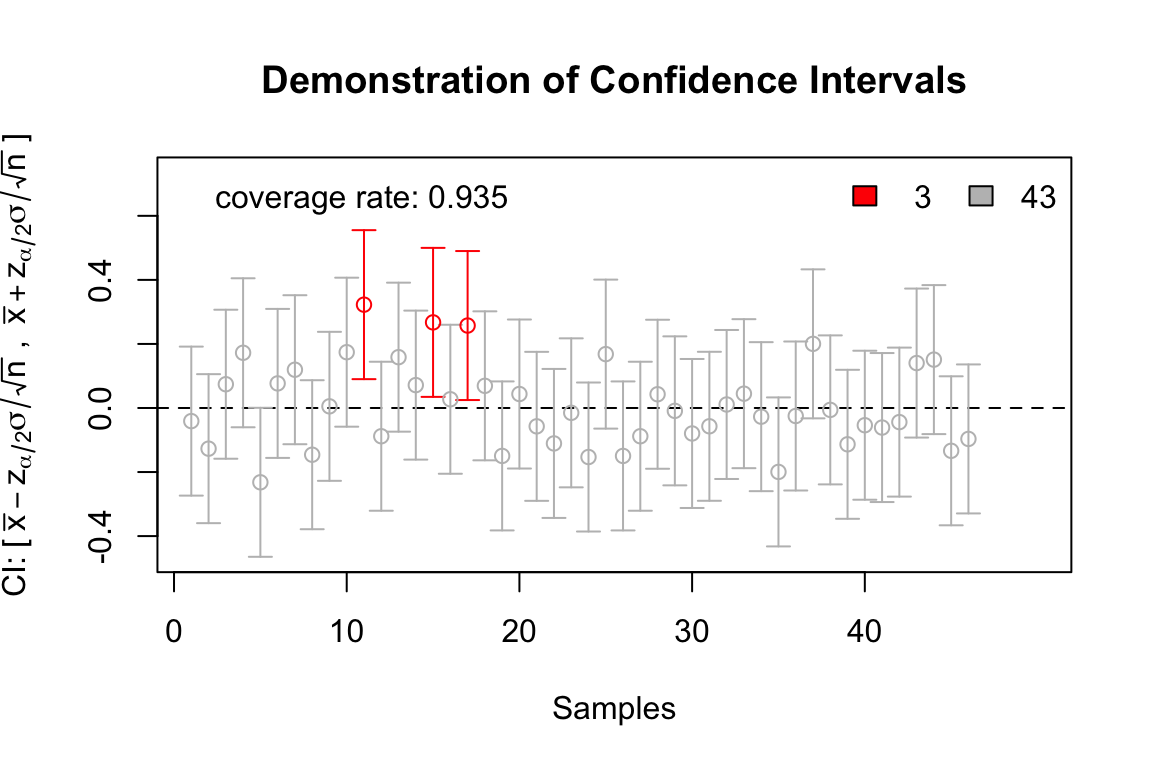 Demonstration of Confidence Intervals
CI: [ x̅ − zα/2σ/√n , x̅ + zα/2σ/√n ]
coverage rate: 0.935
3
43
0.4
0.0
-0.4
0
10
20
30
40
Samples